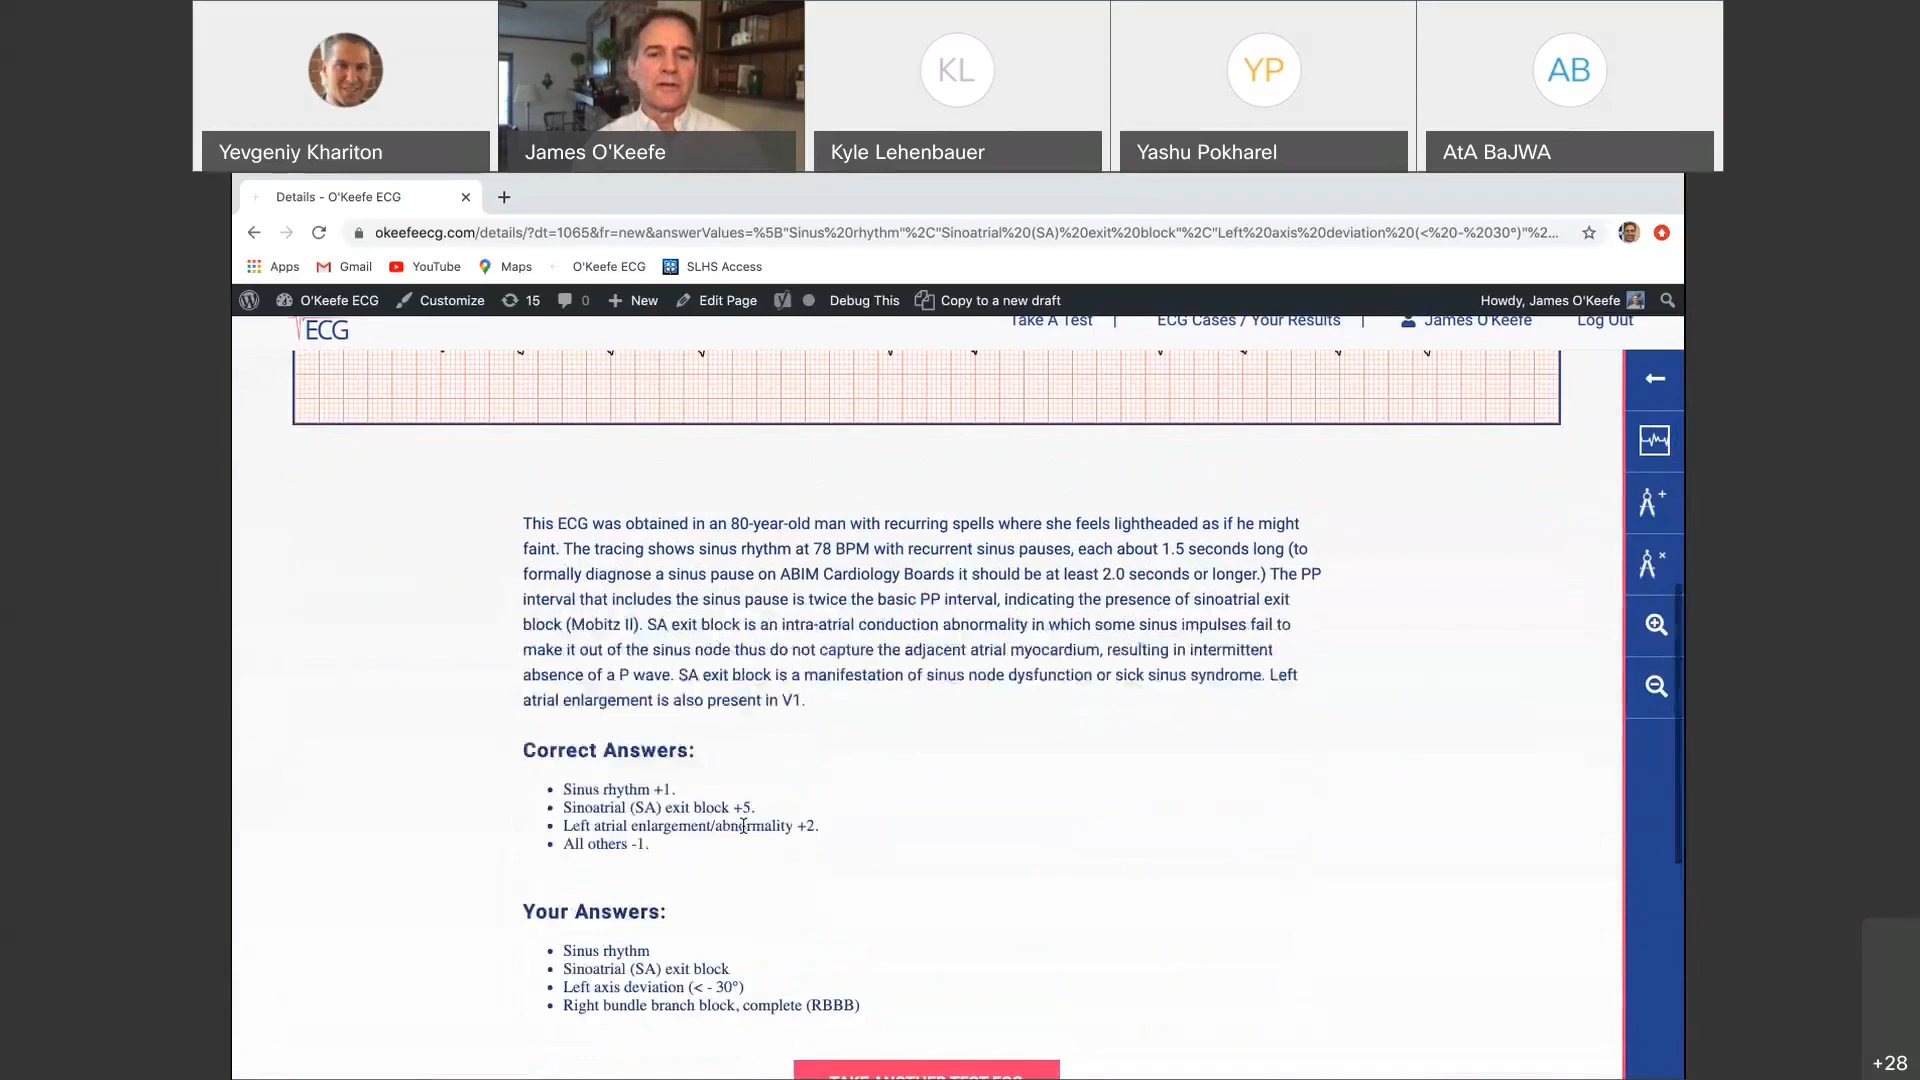 KL
YP
AB
Yevgeniy Khariton
James O'Keefe
Kyle Lehenbauer
Yashu Pokharel
AtA BaJWA
Details - O'Keefe ECG
okeefeecg.com/details/?dt=1065&fr=new&answerValues=%5B"Sinus%20rhythm"%2C"Sinoatrial%20(SA)%20exit%20block"%2C"Left%20axis%20deviation%20(<%20-%2030°)"%2...
Apps
Gmail
YouTube
Maps
O'Keefe ECG
SLHS Access
O'Keefe ECG
Customize
15
0
New
Edit Page
Debug This
Copy to a new draft
Howdy, James O'Keefe
ECG
Take A Test |
ECG Cases / Your Results |
James O'Keefe
Log Out
This ECG was obtained in an 80-year-old man with recurring spells where she feels lightheaded as if he might
faint. The tracing shows sinus rhythm at 78 BPM with recurrent sinus pauses, each about 1.5 seconds long (to
formally diagnose a sinus pause on ABIM Cardiology Boards it should be at least 2.0 seconds or longer.) The PP
interval that includes the sinus pause is twice the basic PP interval, indicating the presence of sinoatrial exit
block (Mobitz II). SA exit block is an intra-atrial conduction abnormality in which some sinus impulses fail to
make it out of the sinus node thus do not capture the adjacent atrial myocardium, resulting in intermittent
absence of a P wave. SA exit block is a manifestation of sinus node dysfunction or sick sinus syndrome. Left
atrial enlargement is also present in V1.
Correct Answers:
• Sinus rhythm +1.
• Sinoatrial (SA) exit block +5.
• Left atrial enlargement/abnormality +2.
• All others -1.
Your Answers:
• Sinus rhythm
• Sinoatrial (SA) exit block
• Left axis deviation (< - 30°)
• Right bundle branch block, complete (RBBB)
TAKE ANOTHER TEST ECG
+28